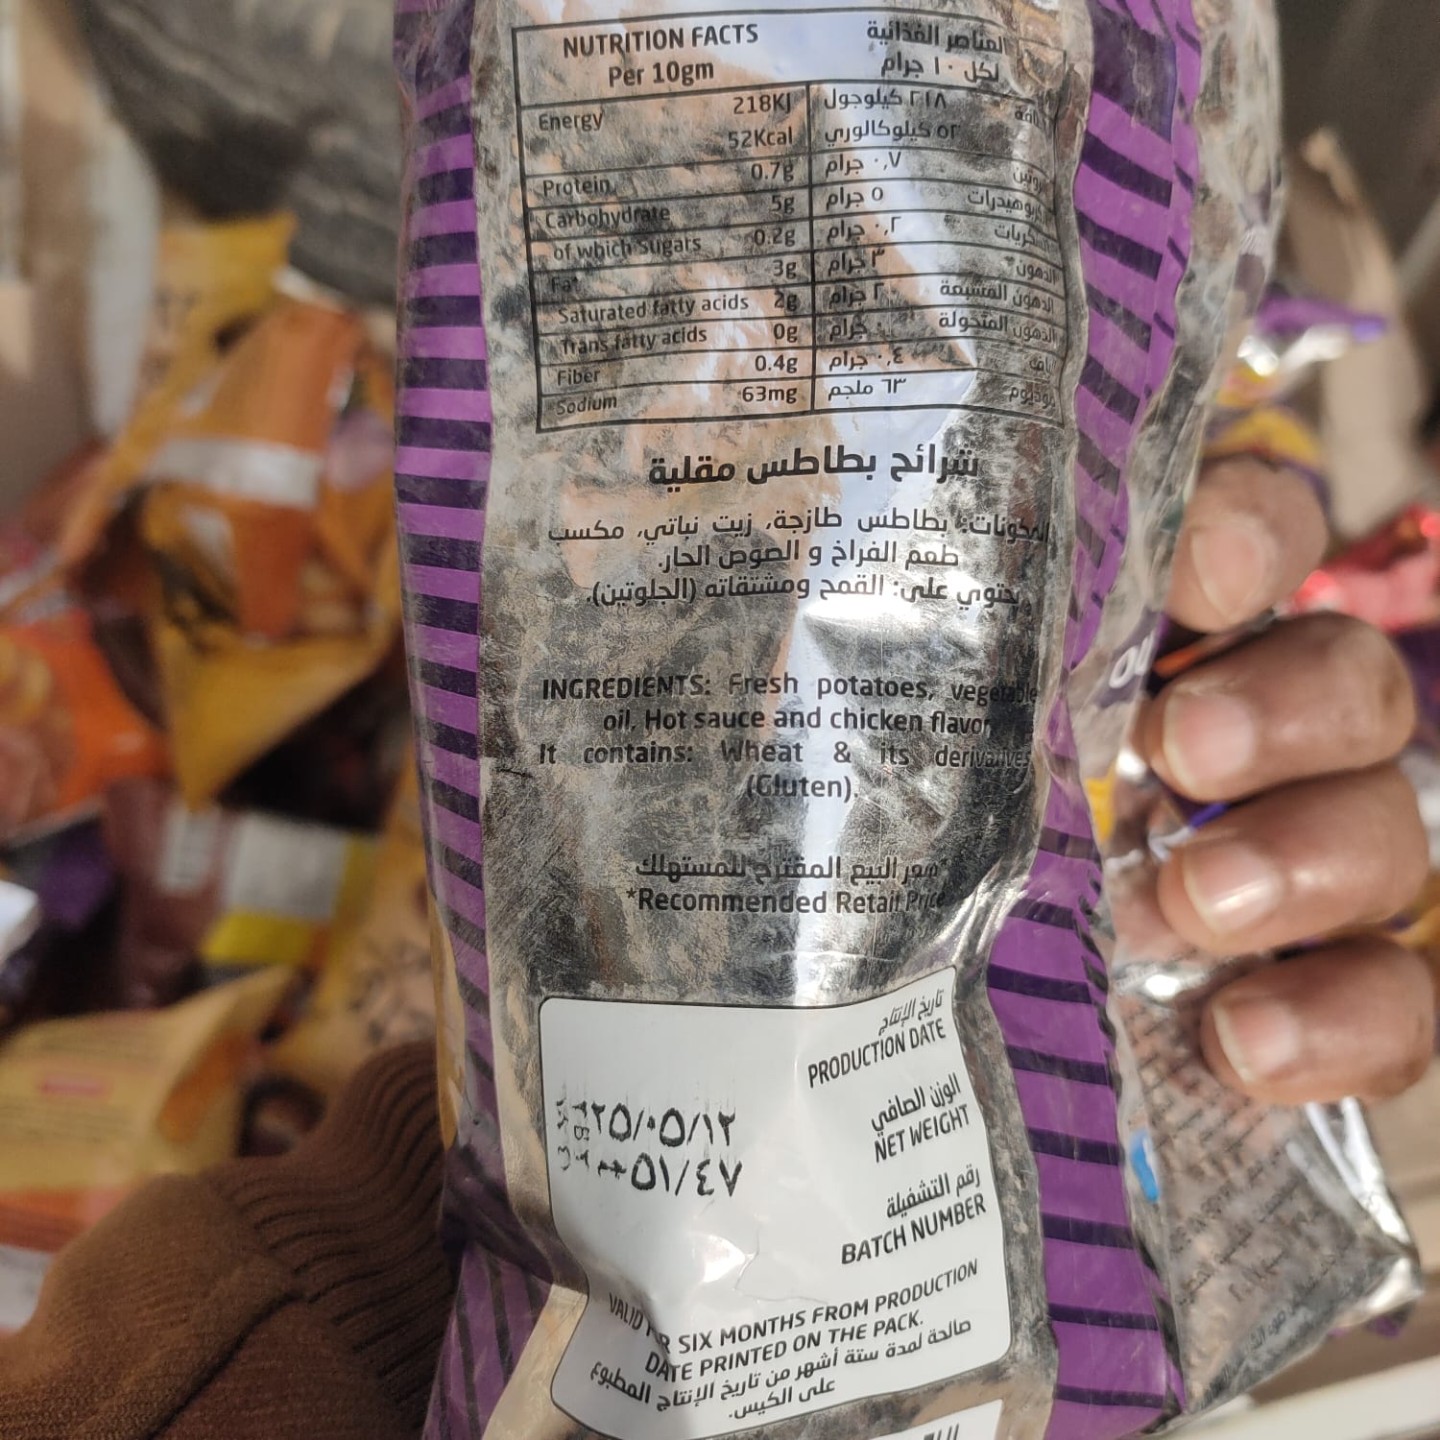 NUTRITION FACTS العناصر الغذائية
Per 10gm لكل ١٠ جرام
Energy 218KJ ٢١٨ كيلوجول
52Kcal ٥٢ كيلوكالوري
Protein 0.7g ٠,٧ جرام
Carbohydrate 5g ٥ جرام
of which Sugars 0.2g ٠,٢ جرام
Fat 3g ٣ جرام
Saturated fatty acids 2g ٢ جرام الدهون المشبعة
Trans fatty acids 0g جرام الدهون المتحولة
Fiber 0.4g ٠,٤ جرام
Sodium 63mg ٦٣ ملجم
شرائح بطاطس مقلية
المكونات: بطاطس طازجة، زيت نباتي، مكسب
طعم الفراخ و الصوص الحار.
يحتوي على: القمح ومشتقاته (الجلوتين).
INGREDIENTS: Fresh potatoes, vegetable
oil, Hot sauce and chicken flavor
It contains: Wheat & its derivatives
(Gluten).
*سعر البيع المقترح للمستهلك
*Recommended Retail Price
تاريخ الإنتاج
PRODUCTION DATE
الوزن الصافي
NET WEIGHT
٢٥/٠٥/١٢
٥١/٤٧
رقم التشغيلة
BATCH NUMBER
VALID FOR SIX MONTHS FROM PRODUCTION
DATE PRINTED ON THE PACK.
صالحة لمدة ستة أشهر من تاريخ الإنتاج المطبوع
على الكيس.